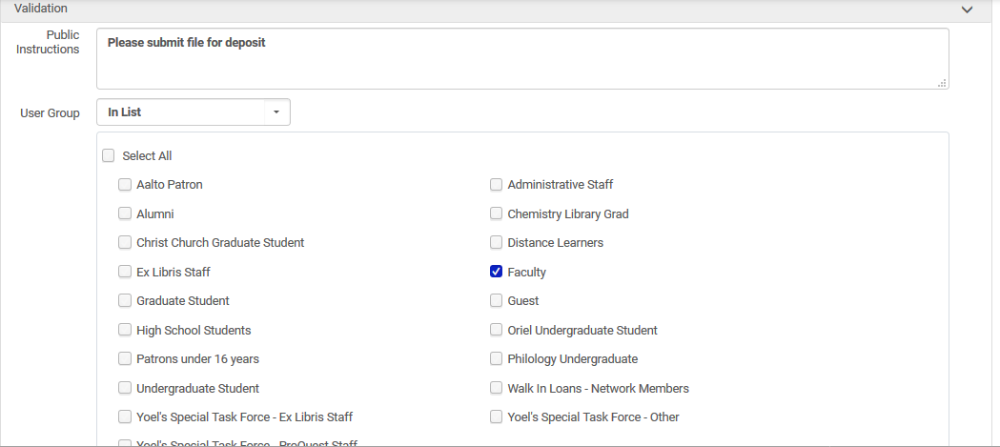 Validation
Public
Instructions
Please submit file for deposit
User Group
In List
Select All
Aalto Patron
Administrative Staff
Alumni
Chemistry Library Grad
Christ Church Graduate Student
Distance Learners
Ex Libris Staff
Faculty
Graduate Student
Guest
High School Students
Oriel Undergraduate Student
Patrons under 16 years
Philology Undergraduate
Undergraduate Student
Walk In Loans - Network Members
Yoel's Special Task Force - Ex Libris Staff
Yoel's Special Task Force - Other
Yoel's Special Task Force - ProQuest Staff